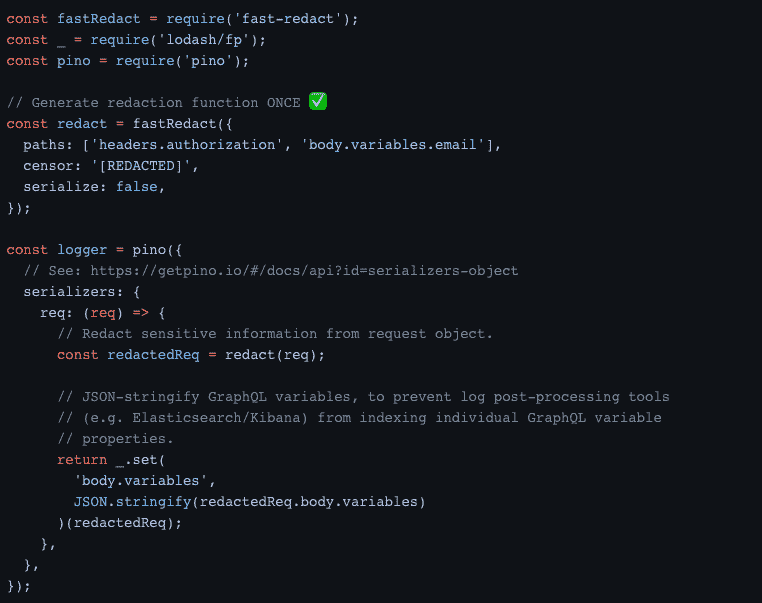 const fastRedact = require('fast-redact');
const _ = require('lodash/fp');
const pino = require('pino');

// Generate redaction function ONCE ✅
const redact = fastRedact({
  paths: ['headers.authorization', 'body.variables.email'],
  censor: '[REDACTED]',
  serialize: false,
});

const logger = pino({
  // See: https://getpino.io/#/docs/api?id=serializers-object
  serializers: {
    req: (req) => {
      // Redact sensitive information from request object.
      const redactedReq = redact(req);

      // JSON-stringify GraphQL variables, to prevent log post-processing tools
      // (e.g. Elasticsearch/Kibana) from indexing individual GraphQL variable
      // properties.
      return _.set(
        'body.variables',
        JSON.stringify(redactedReq.body.variables)
      )(redactedReq);
    },
  },
});